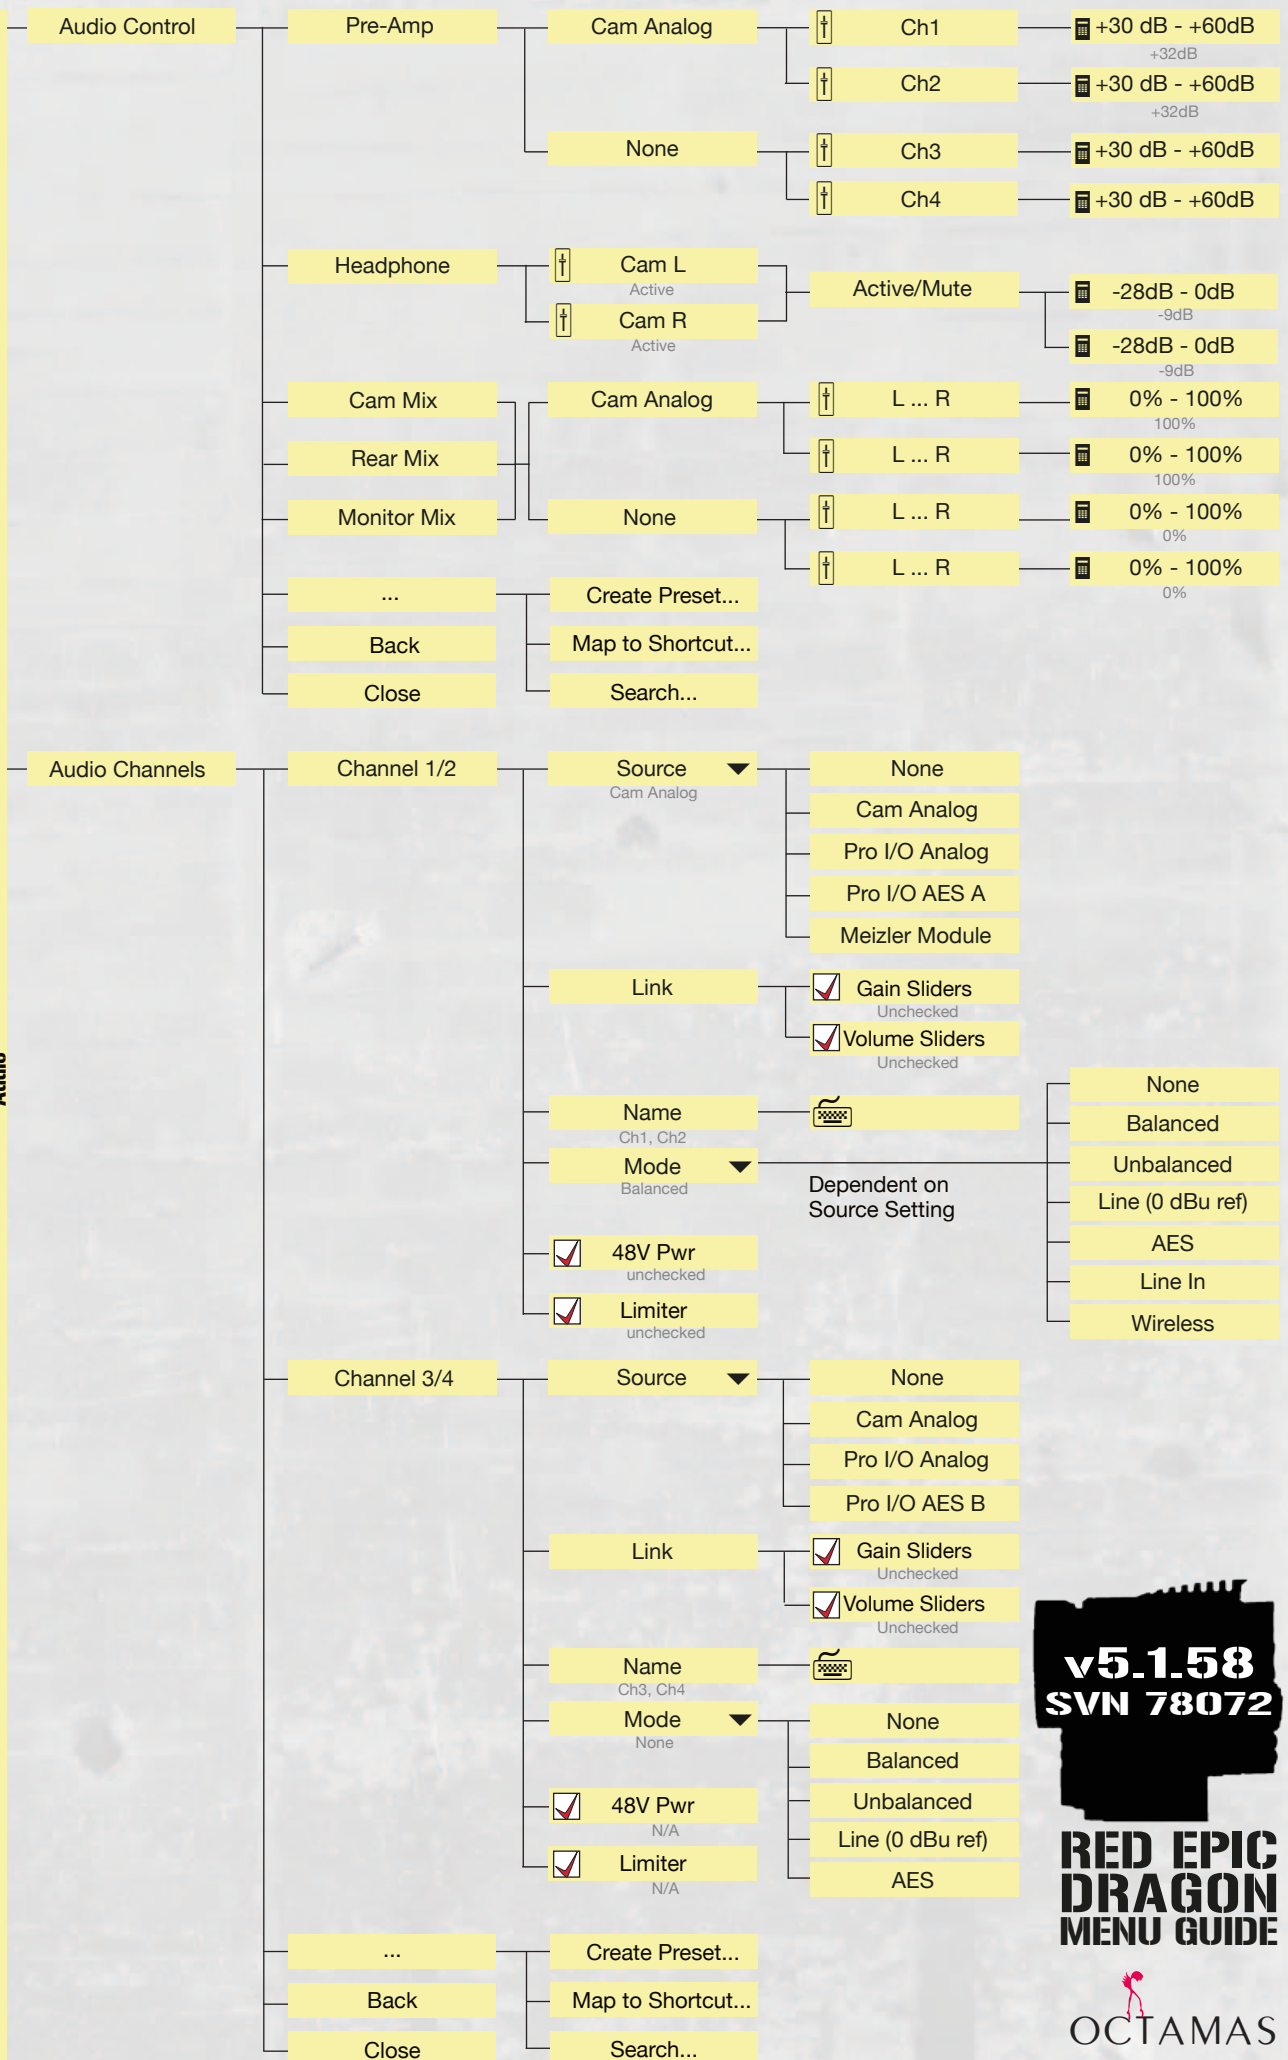 Audio Control
Pre-Amp
Cam Analog
Ch1
+30 dB - +60dB
+32dB
Ch2
+30 dB - +60dB
+32dB
None
Ch3
+30 dB - +60dB
Ch4
+30 dB - +60dB
Headphone
Cam L
Active
Cam R
Active
Active/Mute
-28dB - 0dB
-9dB
-28dB - 0dB
-9dB
Cam Mix
Rear Mix
Monitor Mix
Cam Analog
L ... R
0% - 100%
100%
L ... R
0% - 100%
100%
None
L ... R
0% - 100%
0%
L ... R
0% - 100%
0%
...
Create Preset...
Map to Shortcut...
Search...
Back
Close
Audio
Audio Channels
Channel 1/2
Source
Cam Analog
None
Cam Analog
Pro I/O Analog
Pro I/O AES A
Meizler Module
Link
Gain Sliders
Unchecked
Volume Sliders
Unchecked
Name
Ch1, Ch2
Mode
Balanced
Dependent on
Source Setting
None
Balanced
Unbalanced
Line (0 dBu ref)
AES
Line In
Wireless
48V Pwr
unchecked
Limiter
unchecked
Channel 3/4
Source
None
Cam Analog
Pro I/O Analog
Pro I/O AES B
Link
Gain Sliders
Unchecked
Volume Sliders
Unchecked
Name
Ch3, Ch4
Mode
None
None
Balanced
Unbalanced
Line (0 dBu ref)
AES
48V Pwr
N/A
Limiter
N/A
...
Create Preset...
Map to Shortcut...
Search...
Back
Close
v5.1.58
SVN 78072
RED EPIC
DRAGON
MENU GUIDE
OCTAMAS